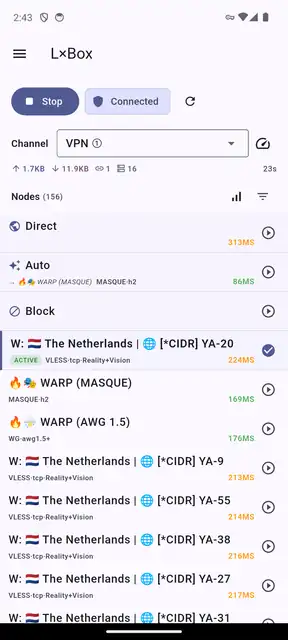 2:43
L×Box
Stop
Connected
Channel
VPN ①
↑ 1.7KB ↓ 11.9KB 1 16
23s
Nodes (156)
Direct
313MS
Auto
→ 🔥🎭 WARP (MASQUE) MASQUE·h2
86MS
Block
W: 🇳🇱 The Netherlands | 🌐 [*CIDR] YA-20
ACTIVE VLESS·tcp·Reality+Vision
224MS
🔥🎭 WARP (MASQUE)
MASQUE·h2
169MS
🔥⛈️ WARP (AWG 1.5)
WG·awg1.5+
176MS
W: 🇳🇱 The Netherlands | 🌐 [*CIDR] YA-9
VLESS·tcp·Reality+Vision
213MS
W: 🇳🇱 The Netherlands | 🌐 [*CIDR] YA-55
VLESS·tcp·Reality+Vision
214MS
W: 🇳🇱 The Netherlands | 🌐 [*CIDR] YA-38
VLESS·tcp·Reality+Vision
216MS
W: 🇳🇱 The Netherlands | 🌐 [*CIDR] YA-27
VLESS·tcp·Reality+Vision
217MS
W: 🇳🇱 The Netherlands | 🌐 [*CIDR] YA-31